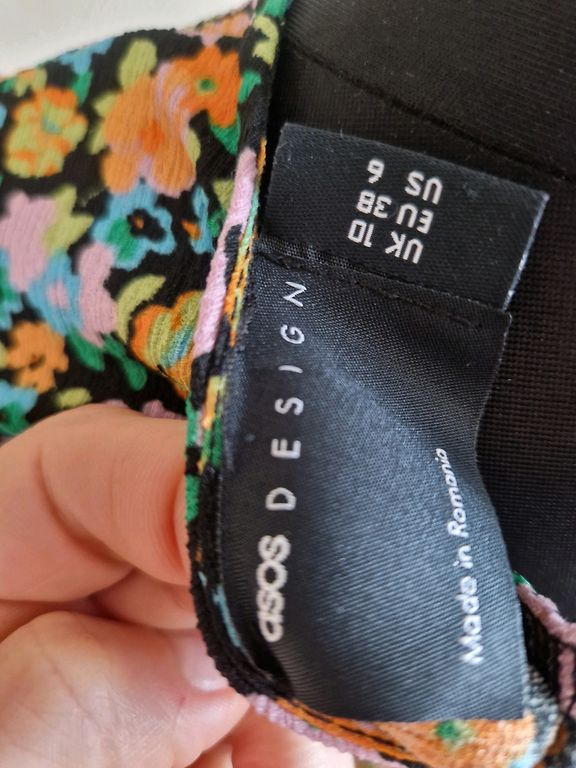 UK 10
EU 38
US 6
asos DESIGN
Made in Romania